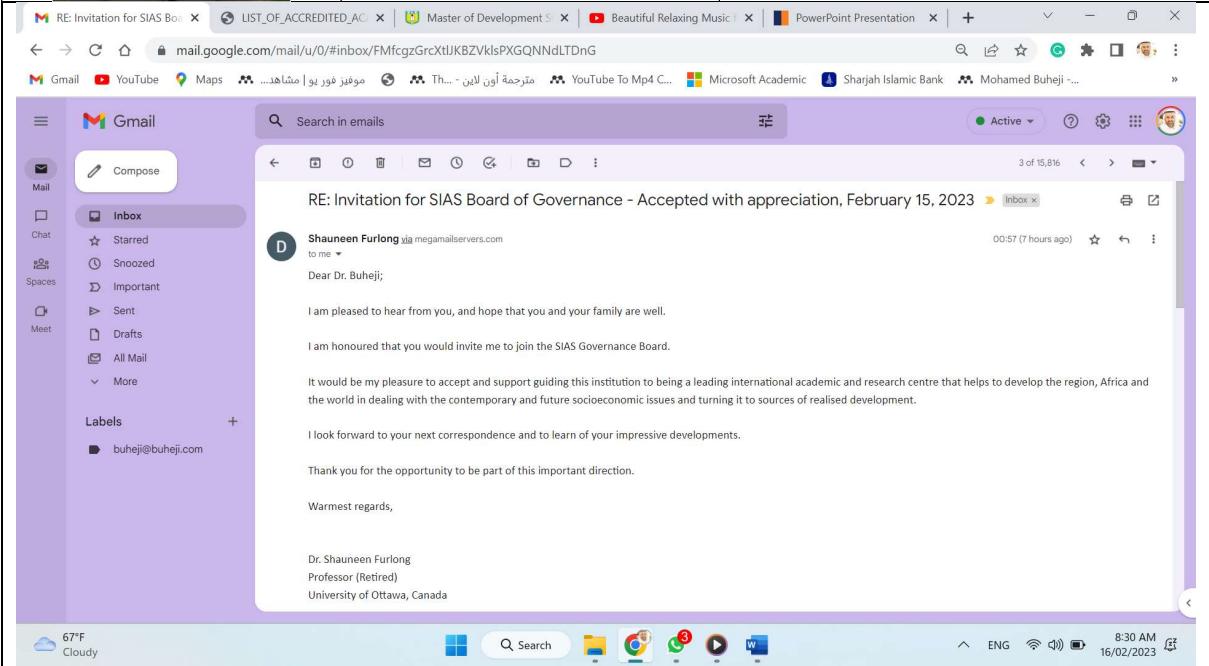 RE: Invitation for SIAS Boa
LIST_OF_ACCREDITED_AC
Master of Development S
Beautiful Relaxing Music
PowerPoint Presentation
mail.google.com/mail/u/0/#inbox/FMfcgzGrcXtIJKBZVklsPXGQNNdLTDnG
Gmail YouTube Maps موفيز فور يو | مشاهد... Th... - مترجمة أون لاين YouTube To Mp4 C... Microsoft Academic Sharjah Islamic Bank Mohamed Buheji -... »
Gmail
Search in emails
Active
Mail
Chat
Spaces
Meet
Compose
Inbox
Starred
Snoozed
Important
Sent
Drafts
All Mail
More
Labels +
buheji@buheji.com
3 of 15,816
RE: Invitation for SIAS Board of Governance - Accepted with appreciation, February 15, 2023 Inbox ×
D
Shauneen Furlong via megamailservers.com
00:57 (7 hours ago)
to me
Dear Dr. Buheji;
I am pleased to hear from you, and hope that you and your family are well.
I am honoured that you would invite me to join the SIAS Governance Board.
It would be my pleasure to accept and support guiding this institution to being a leading international academic and research centre that helps to develop the region, Africa and
the world in dealing with the contemporary and future socioeconomic issues and turning it to sources of realised development.
I look forward to your next correspondence and to learn of your impressive developments.
Thank you for the opportunity to be part of this important direction.
Warmest regards,
Dr. Shauneen Furlong
Professor (Retired)
University of Ottawa, Canada
67°F
Cloudy
Search
3
ENG
8:30 AM
16/02/2023